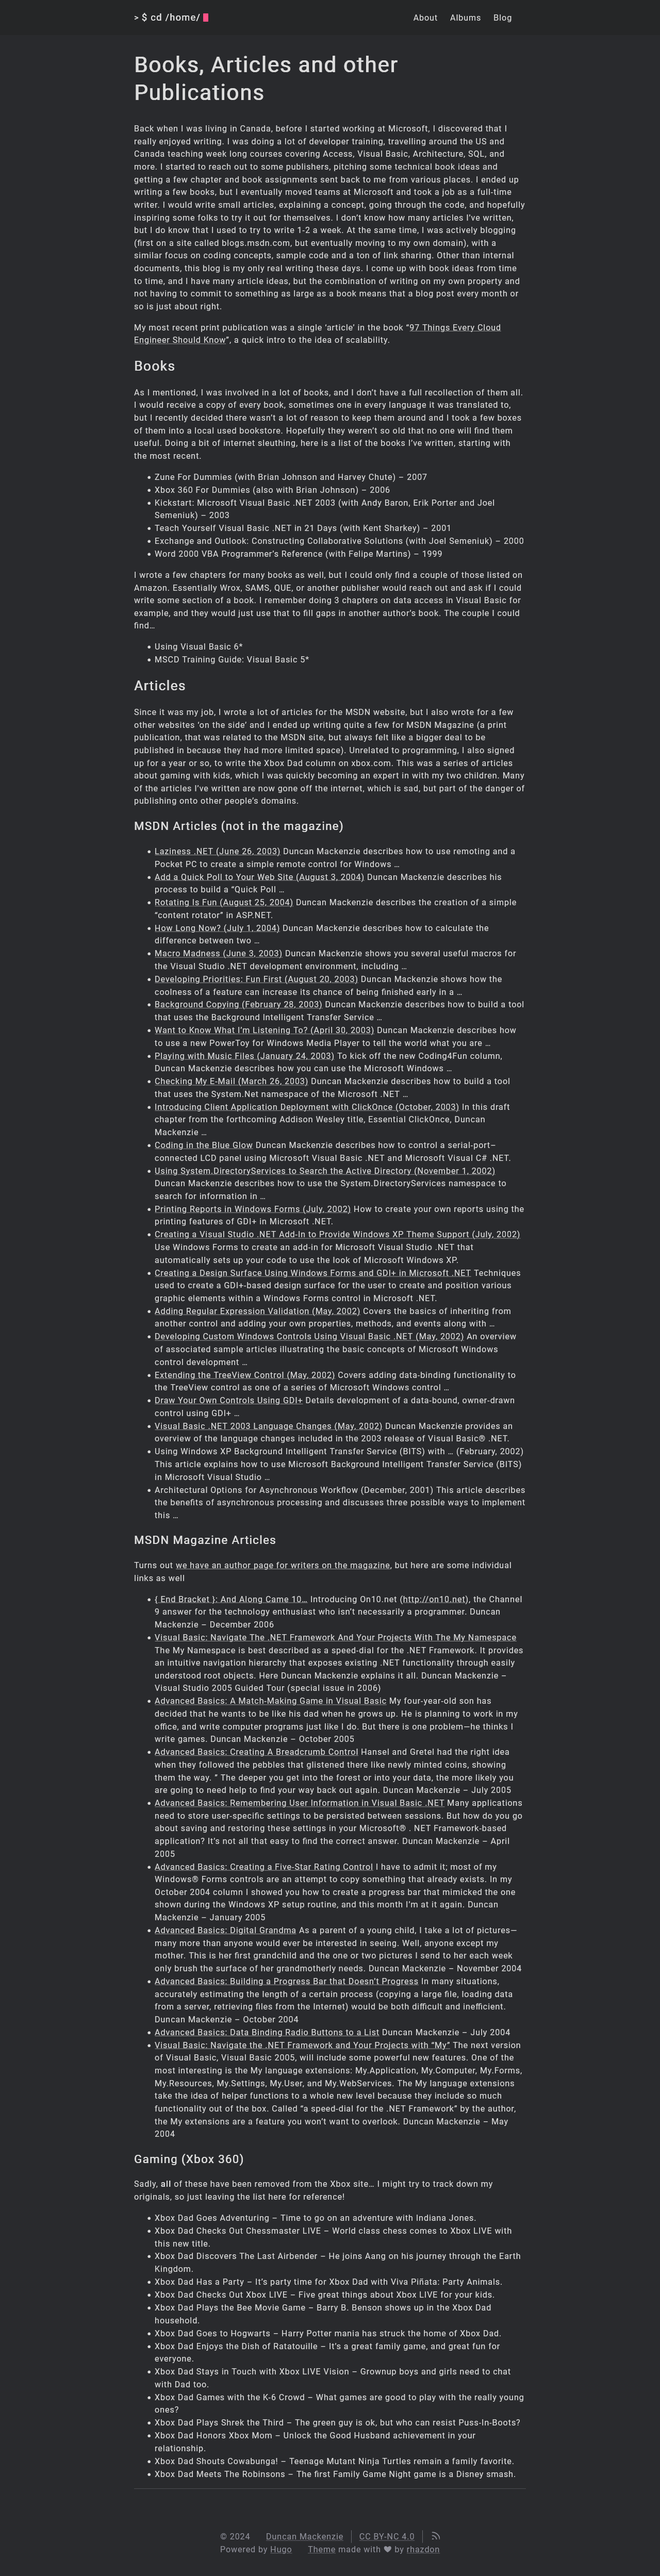 > $ cd /home/
About Albums Blog
Books, Articles and other
Publications
Back when I was living in Canada, before I started working at Microsoft, I discovered that I
really enjoyed writing. I was doing a lot of developer training, travelling around the US and
Canada teaching week long courses covering Access, Visual Basic, Architecture, SQL, and
more. I started to reach out to some publishers, pitching some technical book ideas and
getting a few chapter and book assignments sent back to me from various places. I ended up
writing a few books, but I eventually moved teams at Microsoft and took a job as a full-time
writer. I would write small articles, explaining a concept, going through the code, and hopefully
inspiring some folks to try it out for themselves. I don’t know how many articles I’ve written,
but I do know that I used to try to write 1-2 a week. At the same time, I was actively blogging
(first on a site called blogs.msdn.com, but eventually moving to my own domain), with a
similar focus on coding concepts, sample code and a ton of link sharing. Other than internal
documents, this blog is my only real writing these days. I come up with book ideas from time
to time, and I have many article ideas, but the combination of writing on my own property and
not having to commit to something as large as a book means that a blog post every month or
so is just about right.
My most recent print publication was a single ‘article’ in the book “97 Things Every Cloud
Engineer Should Know”, a quick intro to the idea of scalability.
Books
As I mentioned, I was involved in a lot of books, and I don’t have a full recollection of them all.
I would receive a copy of every book, sometimes one in every language it was translated to,
but I recently decided there wasn’t a lot of reason to keep them around and I took a few boxes
of them into a local used bookstore. Hopefully they weren’t so old that no one will find them
useful. Doing a bit of internet sleuthing, here is a list of the books I’ve written, starting with
the most recent.
• Zune For Dummies (with Brian Johnson and Harvey Chute) – 2007
• Xbox 360 For Dummies (also with Brian Johnson) – 2006
• Kickstart: Microsoft Visual Basic .NET 2003 (with Andy Baron, Erik Porter and Joel
Semeniuk) – 2003
• Teach Yourself Visual Basic .NET in 21 Days (with Kent Sharkey) – 2001
• Exchange and Outlook: Constructing Collaborative Solutions (with Joel Semeniuk) – 2000
• Word 2000 VBA Programmer’s Reference (with Felipe Martins) – 1999
I wrote a few chapters for many books as well, but I could only find a couple of those listed on
Amazon. Essentially Wrox, SAMS, QUE, or another publisher would reach out and ask if I could
write some section of a book. I remember doing 3 chapters on data access in Visual Basic for
example, and they would just use that to fill gaps in another author’s book. The couple I could
find…
• Using Visual Basic 6*
• MSCD Training Guide: Visual Basic 5*
Articles
Since it was my job, I wrote a lot of articles for the MSDN website, but I also wrote for a few
other websites ‘on the side’ and I ended up writing quite a few for MSDN Magazine (a print
publication, that was related to the MSDN site, but always felt like a bigger deal to be
published in because they had more limited space). Unrelated to programming, I also signed
up for a year or so, to write the Xbox Dad column on xbox.com. This was a series of articles
about gaming with kids, which I was quickly becoming an expert in with my two children. Many
of the articles I’ve written are now gone off the internet, which is sad, but part of the danger of
publishing onto other people’s domains.
MSDN Articles (not in the magazine)
• Laziness .NET (June 26, 2003) Duncan Mackenzie describes how to use remoting and a
Pocket PC to create a simple remote control for Windows …
• Add a Quick Poll to Your Web Site (August 3, 2004) Duncan Mackenzie describes his
process to build a “Quick Poll …
• Rotating Is Fun (August 25, 2004) Duncan Mackenzie describes the creation of a simple
“content rotator” in ASP.NET.
• How Long Now? (July 1, 2004) Duncan Mackenzie describes how to calculate the
difference between two …
• Macro Madness (June 3, 2003) Duncan Mackenzie shows you several useful macros for
the Visual Studio .NET development environment, including …
• Developing Priorities: Fun First (August 20, 2003) Duncan Mackenzie shows how the
coolness of a feature can increase its chance of being finished early in a …
• Background Copying (February 28, 2003) Duncan Mackenzie describes how to build a tool
that uses the Background Intelligent Transfer Service …
• Want to Know What I’m Listening To? (April 30, 2003) Duncan Mackenzie describes how
to use a new PowerToy for Windows Media Player to tell the world what you are …
• Playing with Music Files (January 24, 2003) To kick off the new Coding4Fun column,
Duncan Mackenzie describes how you can use the Microsoft Windows …
• Checking My E-Mail (March 26, 2003) Duncan Mackenzie describes how to build a tool
that uses the System.Net namespace of the Microsoft .NET …
• Introducing Client Application Deployment with ClickOnce (October, 2003) In this draft
chapter from the forthcoming Addison Wesley title, Essential ClickOnce, Duncan
Mackenzie …
• Coding in the Blue Glow Duncan Mackenzie describes how to control a serial-port–
connected LCD panel using Microsoft Visual Basic .NET and Microsoft Visual C# .NET.
• Using System.DirectoryServices to Search the Active Directory (November 1, 2002)
Duncan Mackenzie describes how to use the System.DirectoryServices namespace to
search for information in …
• Printing Reports in Windows Forms (July, 2002) How to create your own reports using the
printing features of GDI+ in Microsoft .NET.
• Creating a Visual Studio .NET Add-In to Provide Windows XP Theme Support (July, 2002)
Use Windows Forms to create an add-in for Microsoft Visual Studio .NET that
automatically sets up your code to use the look of Microsoft Windows XP.
• Creating a Design Surface Using Windows Forms and GDI+ in Microsoft .NET Techniques
used to create a GDI+-based design surface for the user to create and position various
graphic elements within a Windows Forms control in Microsoft .NET.
• Adding Regular Expression Validation (May, 2002) Covers the basics of inheriting from
another control and adding your own properties, methods, and events along with …
• Developing Custom Windows Controls Using Visual Basic .NET (May, 2002) An overview
of associated sample articles illustrating the basic concepts of Microsoft Windows
control development …
• Extending the TreeView Control (May, 2002) Covers adding data-binding functionality to
the TreeView control as one of a series of Microsoft Windows control …
• Draw Your Own Controls Using GDI+ Details development of a data-bound, owner-drawn
control using GDI+ …
• Visual Basic .NET 2003 Language Changes (May, 2002) Duncan Mackenzie provides an
overview of the language changes included in the 2003 release of Visual Basic® .NET.
• Using Windows XP Background Intelligent Transfer Service (BITS) with … (February, 2002)
This article explains how to use Microsoft Background Intelligent Transfer Service (BITS)
in Microsoft Visual Studio …
• Architectural Options for Asynchronous Workflow (December, 2001) This article describes
the benefits of asynchronous processing and discusses three possible ways to implement
this …
MSDN Magazine Articles
Turns out we have an author page for writers on the magazine, but here are some individual
links as well
• { End Bracket }: And Along Came 10… Introducing On10.net (http://on10.net), the Channel
9 answer for the technology enthusiast who isn’t necessarily a programmer. Duncan
Mackenzie – December 2006
• Visual Basic: Navigate The .NET Framework And Your Projects With The My Namespace
The My Namespace is best described as a speed-dial for the .NET Framework. It provides
an intuitive navigation hierarchy that exposes existing .NET functionality through easily
understood root objects. Here Duncan Mackenzie explains it all. Duncan Mackenzie –
Visual Studio 2005 Guided Tour (special issue in 2006)
• Advanced Basics: A Match-Making Game in Visual Basic My four-year-old son has
decided that he wants to be like his dad when he grows up. He is planning to work in my
office, and write computer programs just like I do. But there is one problem—he thinks I
write games. Duncan Mackenzie – October 2005
• Advanced Basics: Creating A Breadcrumb Control Hansel and Gretel had the right idea
when they followed the pebbles that glistened there like newly minted coins, showing
them the way. ” The deeper you get into the forest or into your data, the more likely you
are going to need help to find your way back out again. Duncan Mackenzie – July 2005
• Advanced Basics: Remembering User Information in Visual Basic .NET Many applications
need to store user-specific settings to be persisted between sessions. But how do you go
about saving and restoring these settings in your Microsoft® . NET Framework-based
application? It’s not all that easy to find the correct answer. Duncan Mackenzie – April
2005
• Advanced Basics: Creating a Five-Star Rating Control I have to admit it; most of my
Windows® Forms controls are an attempt to copy something that already exists. In my
October 2004 column I showed you how to create a progress bar that mimicked the one
shown during the Windows XP setup routine, and this month I’m at it again. Duncan
Mackenzie – January 2005
• Advanced Basics: Digital Grandma As a parent of a young child, I take a lot of pictures—
many more than anyone would ever be interested in seeing. Well, anyone except my
mother. This is her first grandchild and the one or two pictures I send to her each week
only brush the surface of her grandmotherly needs. Duncan Mackenzie – November 2004
• Advanced Basics: Building a Progress Bar that Doesn’t Progress In many situations,
accurately estimating the length of a certain process (copying a large file, loading data
from a server, retrieving files from the Internet) would be both difficult and inefficient.
Duncan Mackenzie – October 2004
• Advanced Basics: Data Binding Radio Buttons to a List Duncan Mackenzie – July 2004
• Visual Basic: Navigate the .NET Framework and Your Projects with “My” The next version
of Visual Basic, Visual Basic 2005, will include some powerful new features. One of the
most interesting is the My language extensions: My.Application, My.Computer, My.Forms,
My.Resources, My.Settings, My.User, and My.WebServices. The My language extensions
take the idea of helper functions to a whole new level because they include so much
functionality out of the box. Called “a speed-dial for the .NET Framework” by the author,
the My extensions are a feature you won’t want to overlook. Duncan Mackenzie – May
2004
Gaming (Xbox 360)
Sadly, all of these have been removed from the Xbox site… I might try to track down my
originals, so just leaving the list here for reference!
• Xbox Dad Goes Adventuring – Time to go on an adventure with Indiana Jones.
• Xbox Dad Checks Out Chessmaster LIVE – World class chess comes to Xbox LIVE with
this new title.
• Xbox Dad Discovers The Last Airbender – He joins Aang on his journey through the Earth
Kingdom.
• Xbox Dad Has a Party – It’s party time for Xbox Dad with Viva Piñata: Party Animals.
• Xbox Dad Checks Out Xbox LIVE – Five great things about Xbox LIVE for your kids.
• Xbox Dad Plays the Bee Movie Game – Barry B. Benson shows up in the Xbox Dad
household.
• Xbox Dad Goes to Hogwarts – Harry Potter mania has struck the home of Xbox Dad.
• Xbox Dad Enjoys the Dish of Ratatouille – It’s a great family game, and great fun for
everyone.
• Xbox Dad Stays in Touch with Xbox LIVE Vision – Grownup boys and girls need to chat
with Dad too.
• Xbox Dad Games with the K-6 Crowd – What games are good to play with the really young
ones?
• Xbox Dad Plays Shrek the Third – The green guy is ok, but who can resist Puss-In-Boots?
• Xbox Dad Honors Xbox Mom – Unlock the Good Husband achievement in your
relationship.
• Xbox Dad Shouts Cowabunga! – Teenage Mutant Ninja Turtles remain a family favorite.
• Xbox Dad Meets The Robinsons – The first Family Game Night game is a Disney smash.
© 2024 Duncan Mackenzie CC BY-NC 4.0
Powered by Hugo Theme made with ❤ by rhazdon